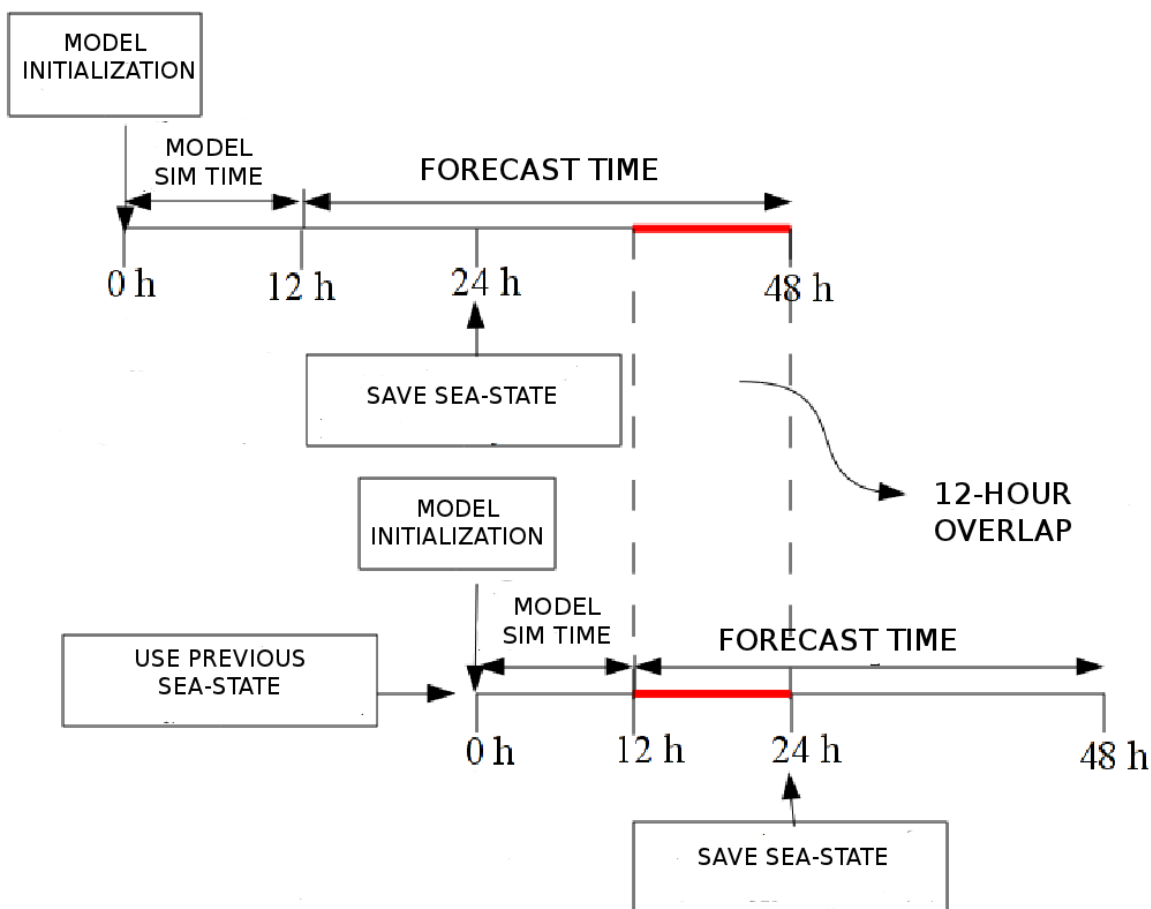 MODEL
INITIALIZATION
MODEL
SIM TIME
FORECAST TIME
0 h
12 h
24 h
48 h
SAVE SEA-STATE
MODEL
INITIALIZATION
12-HOUR
OVERLAP
MODEL
SIM TIME
FORECAST TIME
USE PREVIOUS
SEA-STATE
0 h
12 h
24 h
48 h
SAVE SEA-STATE